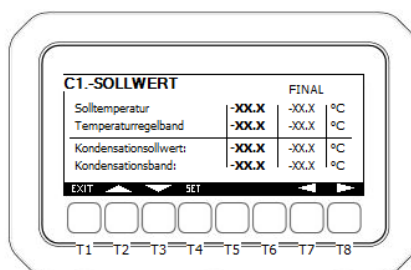 C1.-SOLLWERT
FINAL
Solltemperatur -XX.X -XX.X °C
Temperaturregelband -XX.X -XX.X °C
Kondensationsollwert: -XX.X -XX.X °C
Kondensationsband: -XX.X -XX.X °C
EXIT SET
T1 T2 T3 T4 T5 T6 T7 T8